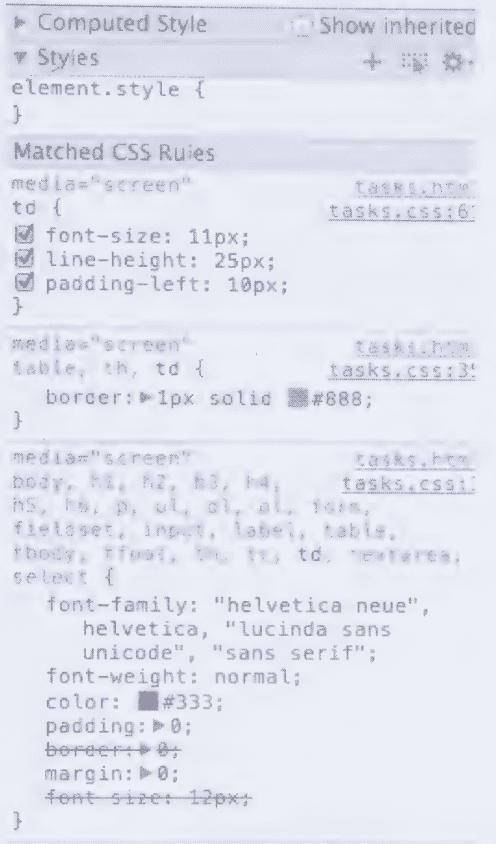 ▶ Computed Style Show inherited
▼ Styles
element.style {
}
Matched CSS Rules
media="screen" tasks.htm
td { tasks.css:6
font-size: 11px;
line-height: 25px;
padding-left: 10px;
}
media="screen" tasks.htm
table, th, td { tasks.css:3
border:▶1px solid #888;
}
media="screen" tasks.htm
body, h1, h2, h3, h4, tasks.css:
h5, h6, p, ul, dl, ol, form,
fieldset, input, label, table,
tbody, tfoot, th, tr, td, textarea,
select {
font-family: "helvetica neue",
helvetica, "lucinda sans
unicode", "sans serif";
font-weight: normal;
color: #333;
padding:▶0;
border:▶0;
margin:▶0;
font-size: 12px;
}